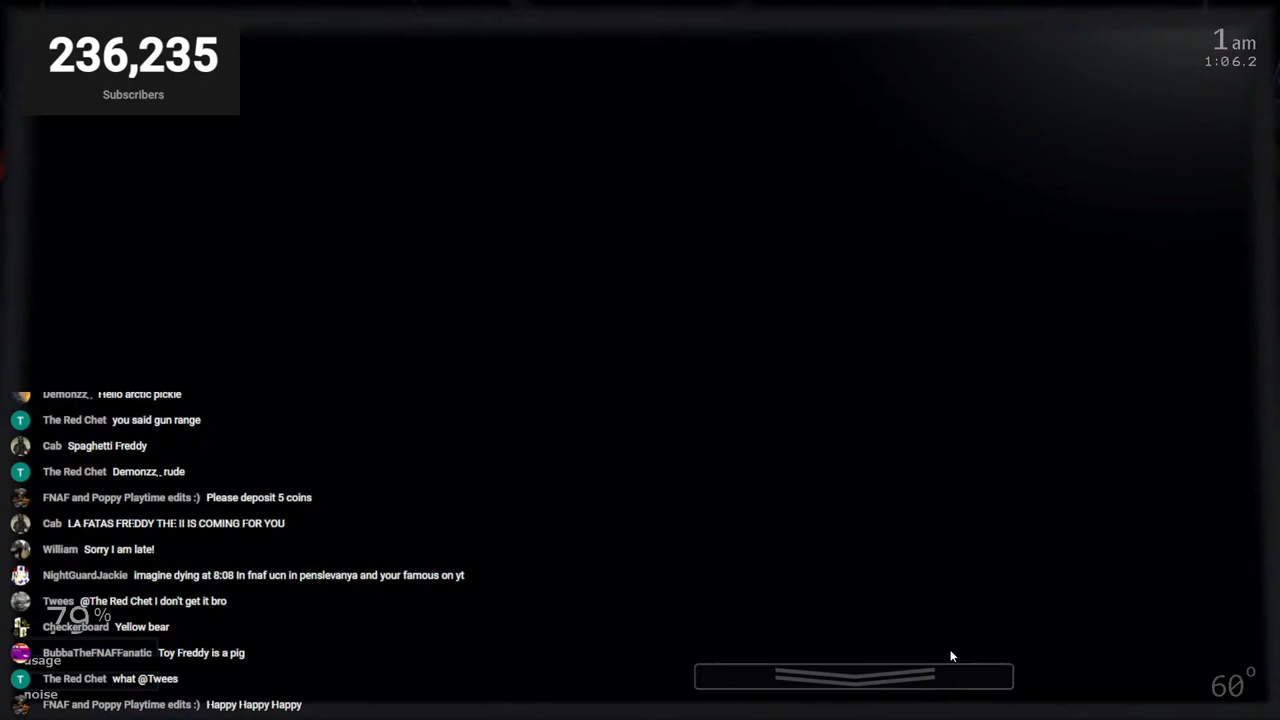 236,235
Subscribers
1 am
1:06.2
Demonzz,, Hello arctic pickle
T The Red Chet you said gun range
Cab Spaghetti Freddy
T The Red Chet Demonzz,, rude
FNAF and Poppy Playtime edits :) Please deposit 5 coins
Cab LA FATAS FREDDY THE II IS COMING FOR YOU
William Sorry I am late!
NightGuardJackie imagine dying at 8:08 In fnaf ucn in penslevanya and your famous on yt
Twees @The Red Chet I don't get it bro
79%
Checkerboard Yellow bear
BubbaTheFNAFFanatic Toy Freddy is a pig
usage
T The Red Chet what @Twees
noise
FNAF and Poppy Playtime edits :) Happy Happy Happy
60°